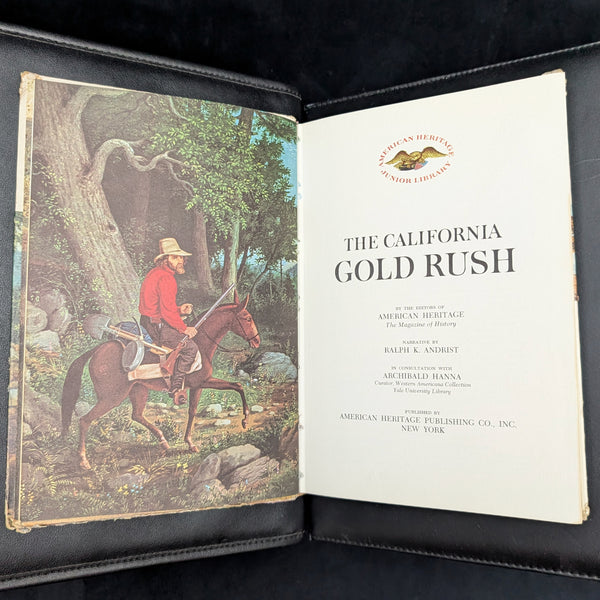 AMERICAN HERITAGE
JUNIOR LIBRARY
THE CALIFORNIA
GOLD RUSH
BY THE EDITORS OF
AMERICAN HERITAGE
The Magazine of History
NARRATIVE BY
RALPH K. ANDRIST
IN CONSULTATION WITH
ARCHIBALD HANNA
Curator, Western Americana Collection
Yale University Library
PUBLISHED BY
AMERICAN HERITAGE PUBLISHING CO., INC.
NEW YORK